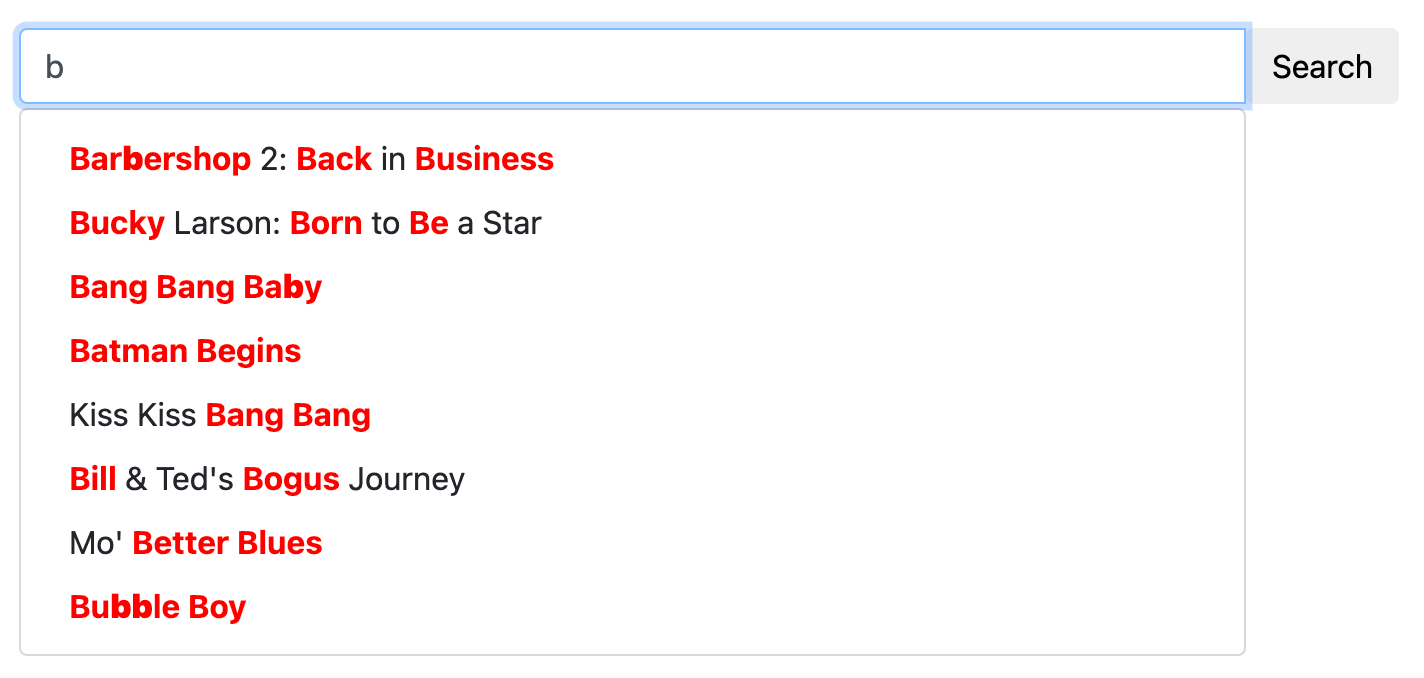 b
Search
Barbershop 2: Back in Business
Bucky Larson: Born to Be a Star
Bang Bang Baby
Batman Begins
Kiss Kiss Bang Bang
Bill & Ted's Bogus Journey
Mo' Better Blues
Bubble Boy